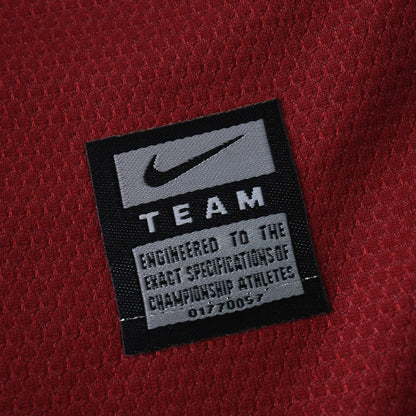 TEAM
ENGINEERED TO THE
EXACT SPECIFICATIONS OF
CHAMPIONSHIP ATHLETES
01770057